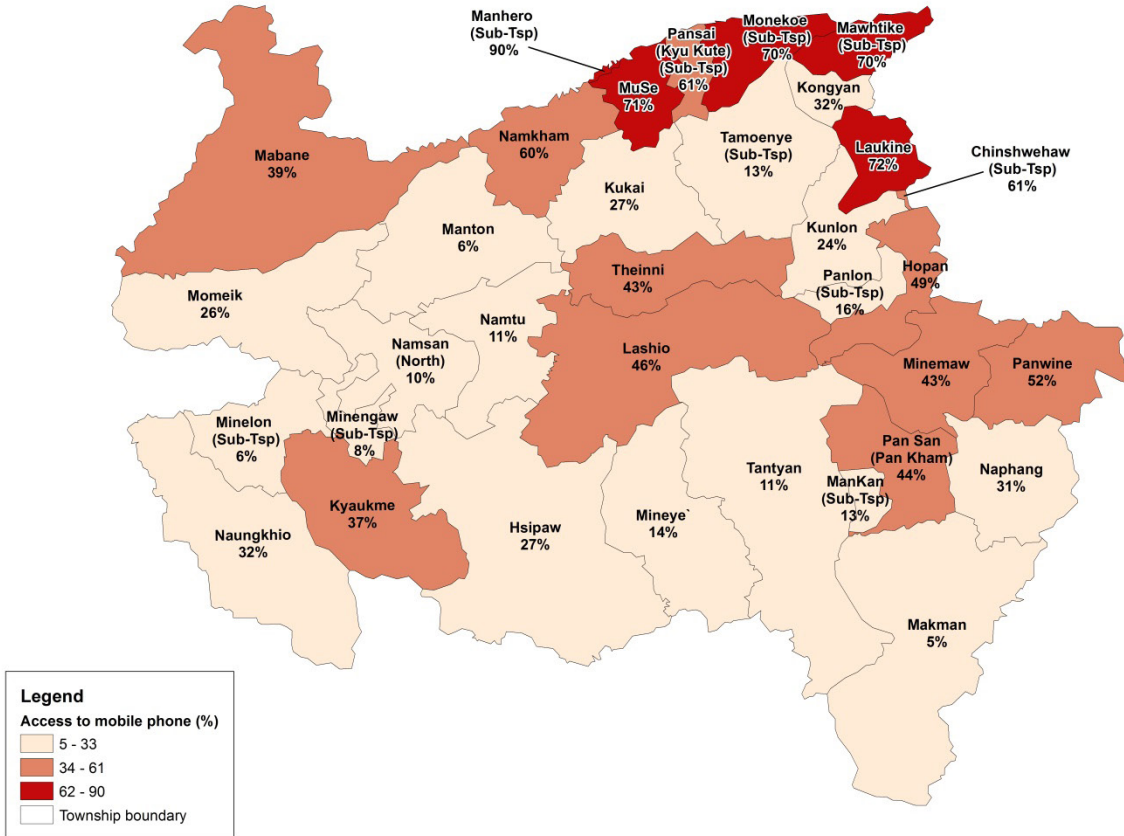 Manhero
(Sub-Tsp)
90%
Pansai
(Kyu Kute)
(Sub-Tsp)
61%
Monekoe
(Sub-Tsp)
70%
Mawhtike
(Sub-Tsp)
70%
MuSe
71%
Kongyan
32%
Namkham
60%
Mabane
39%
Tamoenye
(Sub-Tsp)
13%
Laukine
72%
Chinshwehaw
(Sub-Tsp)
61%
Kukai
27%
Manton
6%
Kunlon
24%
Theinni
43%
Hopan
49%
Panlon
(Sub-Tsp)
16%
Momeik
26%
Namtu
11%
Namsan
(North)
10%
Lashio
46%
Minemaw
43%
Panwine
52%
Minelon
(Sub-Tsp)
6%
Minengaw
(Sub-Tsp)
8%
Pan San
(Pan Kham)
44%
Tantyan
11%
ManKan
(Sub-Tsp)
13%
Naphang
31%
Kyaukme
37%
Naungkhio
32%
Hsipaw
27%
Mineye`
14%
Makman
5%
Legend
Access to mobile phone (%)
5 - 33
34 - 61
62 - 90
Township boundary